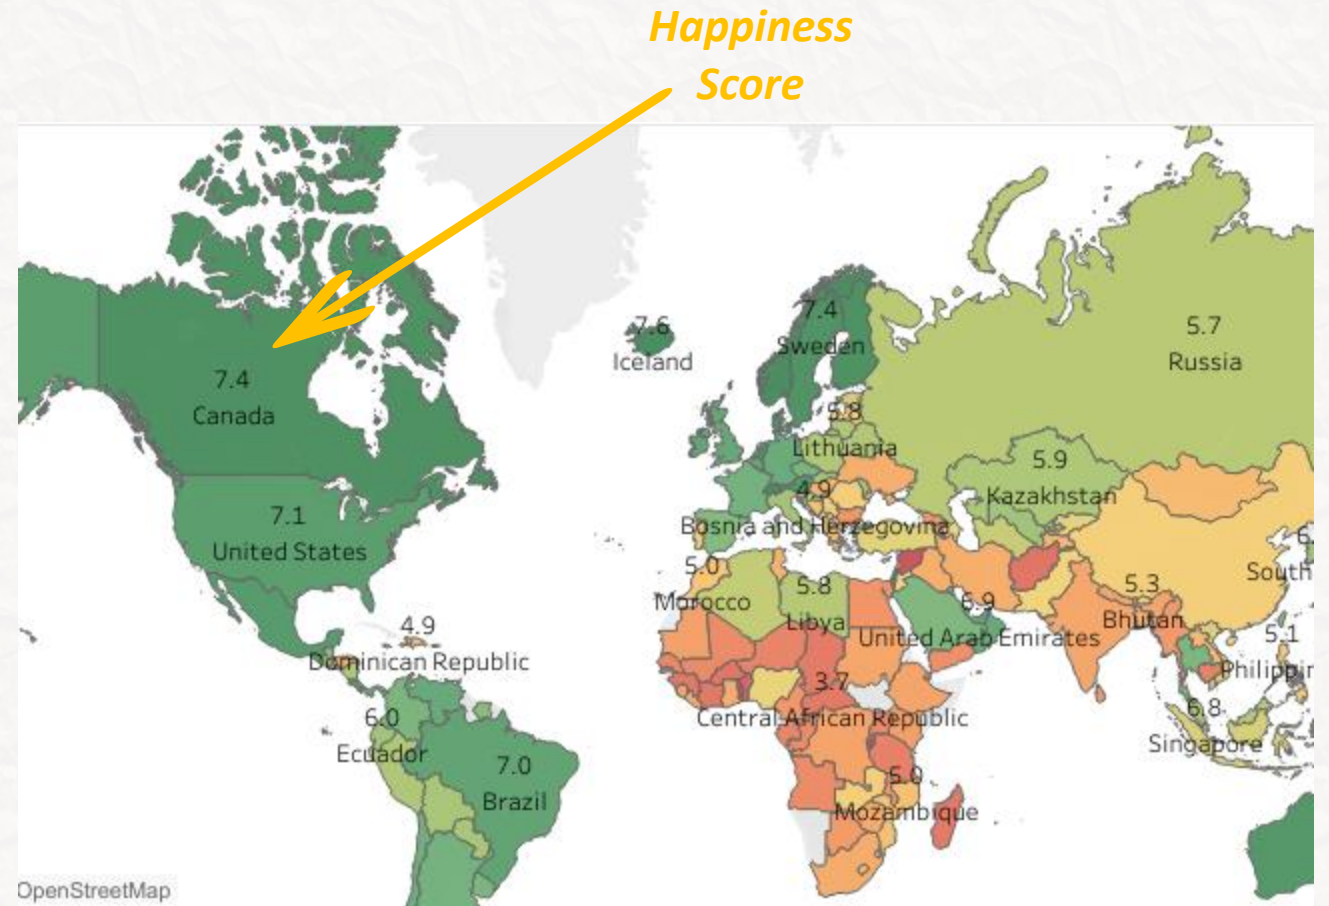 Happiness
Score
7.4
Canada
7.1
United States
4.9
Dominican Republic
6.0
Ecuador
7.0
Brazil
7.6
Iceland
7.4
Sweden
5.8
Lithuania
4.9
Bosnia and Herzegovina
5.7
Russia
5.9
Kazakhstan
5.0
Morocco
5.8
Libya
6.9
United Arab Emirates
5.3
Bhutan
6.
South
5.1
Philippin
3.7
Central African Republic
6.8
Singapore
5.0
Mozambique
OpenStreetMap